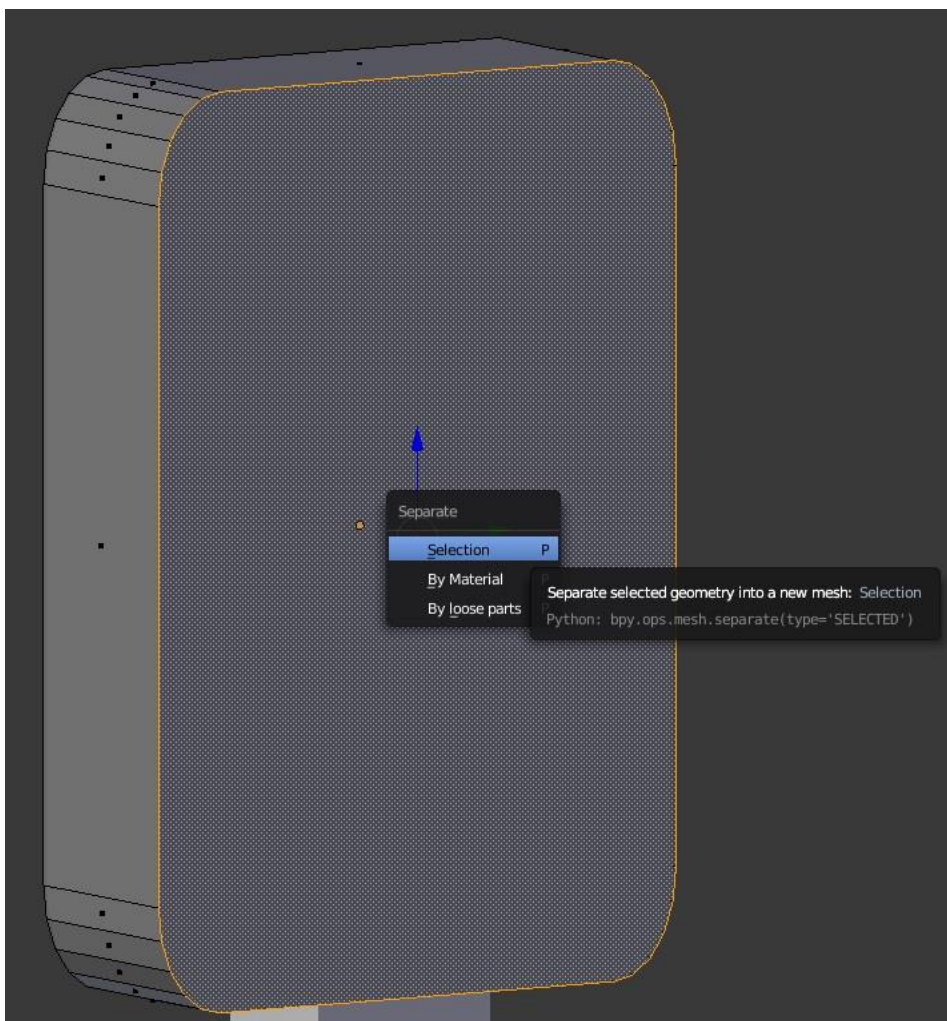 Separate
Selection P
By Material
By loose parts
Separate selected geometry into a new mesh: Selection
Python: bpy.ops.mesh.separate(type='SELECTED')